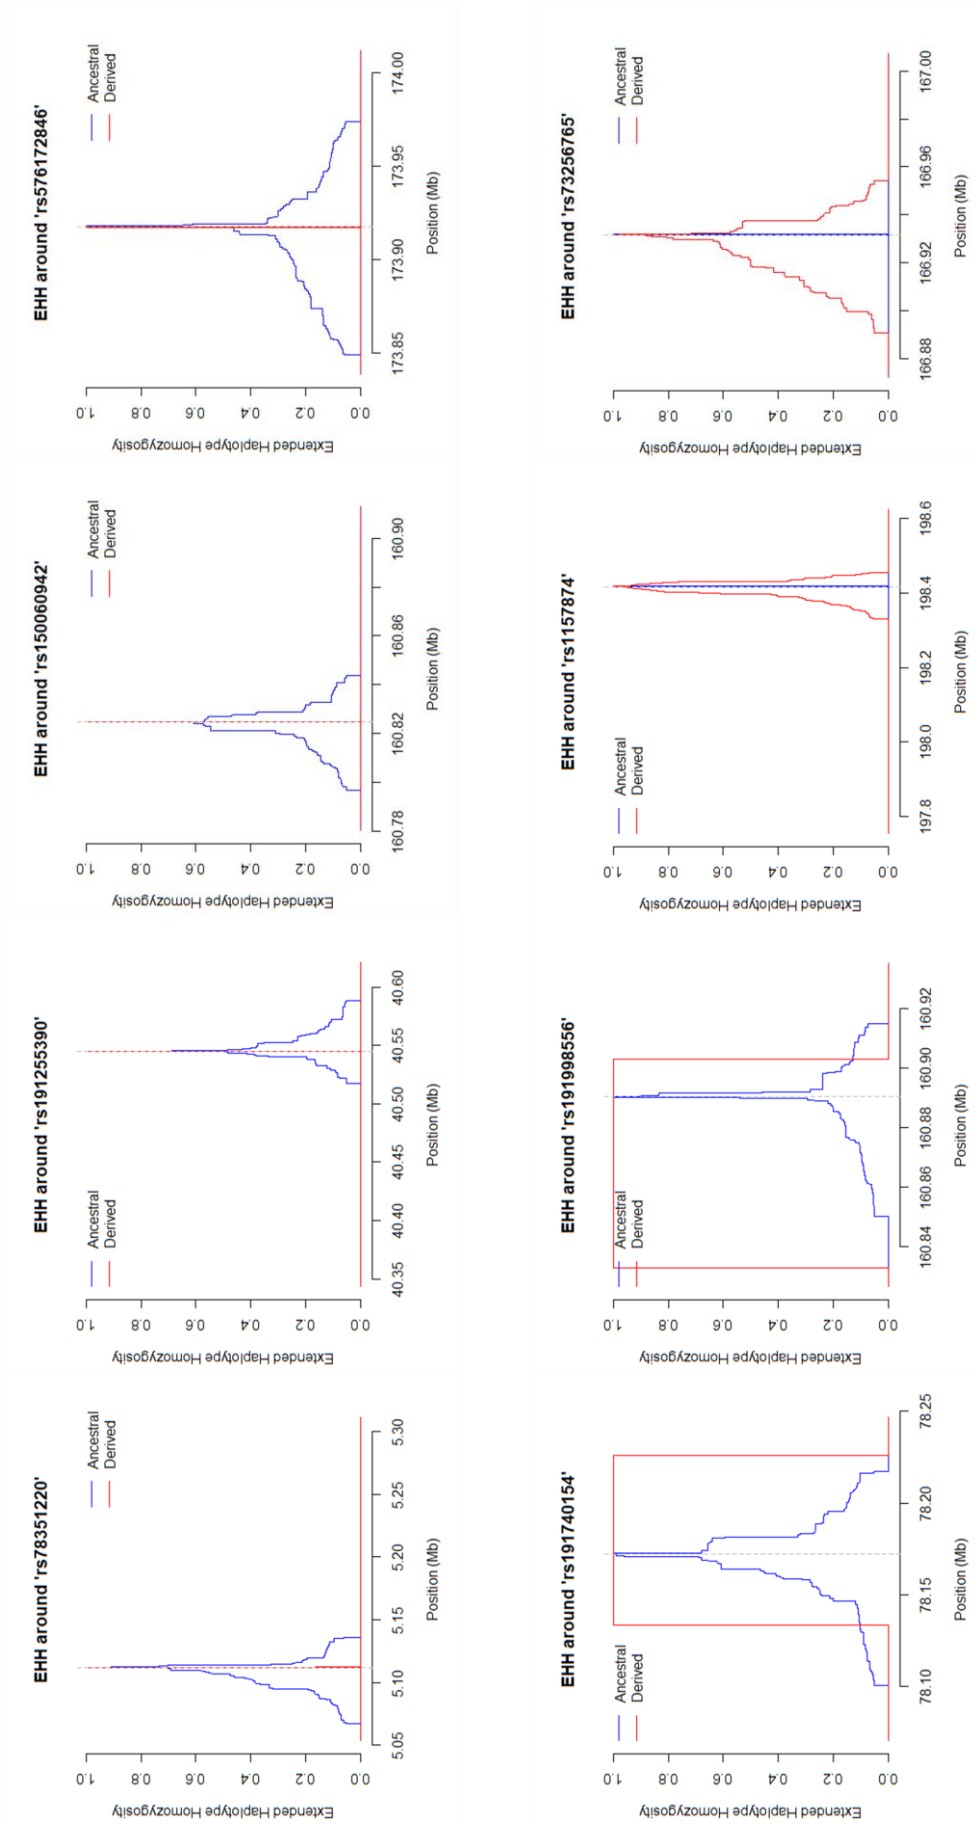 EHH around 'rs78351220'
Ancestral
Derived
Extended Haplotype Homozygosity
1.0
0.8
0.6
0.4
0.2
0.0
5.05 5.10 5.15 5.20 5.25 5.30
Position (Mb)
EHH around 'rs191255390'
Ancestral
Derived
Extended Haplotype Homozygosity
1.0
0.8
0.6
0.4
0.2
0.0
40.35 40.40 40.45 40.50 40.55 40.60
Position (Mb)
EHH around 'rs150060942'
Ancestral
Derived
Extended Haplotype Homozygosity
1.0
0.8
0.6
0.4
0.2
0.0
160.78 160.82 160.86 160.90
Position (Mb)
EHH around 'rs576172846'
Ancestral
Derived
Extended Haplotype Homozygosity
1.0
0.8
0.6
0.4
0.2
0.0
173.85 173.90 173.95 174.00
Position (Mb)
EHH around 'rs191740154'
Ancestral
Derived
Extended Haplotype Homozygosity
1.0
0.8
0.6
0.4
0.2
0.0
78.10 78.15 78.20 78.25
Position (Mb)
EHH around 'rs191998556'
Ancestral
Derived
Extended Haplotype Homozygosity
1.0
0.8
0.6
0.4
0.2
0.0
160.84 160.86 160.88 160.90 160.92
Position (Mb)
EHH around 'rs1157874'
Ancestral
Derived
Extended Haplotype Homozygosity
1.0
0.8
0.6
0.4
0.2
0.0
197.8 198.0 198.2 198.4 198.6
Position (Mb)
EHH around 'rs73256765'
Ancestral
Derived
Extended Haplotype Homozygosity
1.0
0.8
0.6
0.4
0.2
0.0
166.88 166.92 166.96 167.00
Position (Mb)